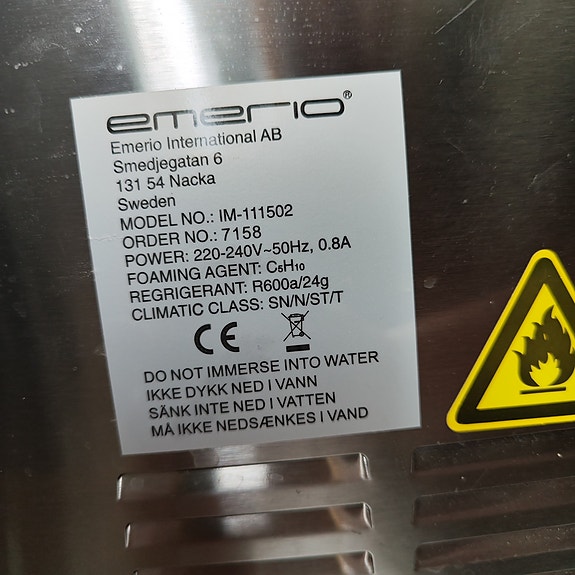 emerio®
Emerio International AB
Smedjegatan 6
131 54 Nacka
Sweden
MODEL NO.: IM-111502
ORDER NO.: 7158
POWER: 220-240V~50Hz, 0.8A
FOAMING AGENT: C₅H₁₀
REGRIGERANT: R600a/24g
CLIMATIC CLASS: SN/N/ST/T
CE
DO NOT IMMERSE INTO WATER
IKKE DYKK NED I VANN
SÄNK INTE NED I VATTEN
MÅ IKKE NEDSÆNKES I VAND